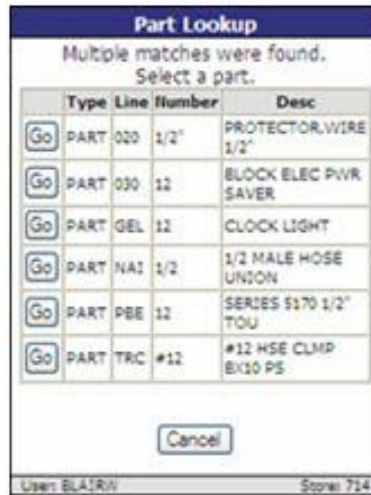 Part Lookup
Multiple matches were found.
Select a part.
Type Line Number Desc
Go PART 020 1/2" PROTECTOR,WIRE
1/2"
Go PART 030 12 BLOCK ELEC PWR
SAVER
Go PART GEL 12 CLOCK LIGHT
Go PART NAI 1/2 1/2 MALE HOSE
UNION
Go PART PBE 12 SERIES 5170 1/2"
TOU
Go PART TRC #12 #12 HSE CLMP
BX10 PS
Cancel
User: BLAIRW Store: 714